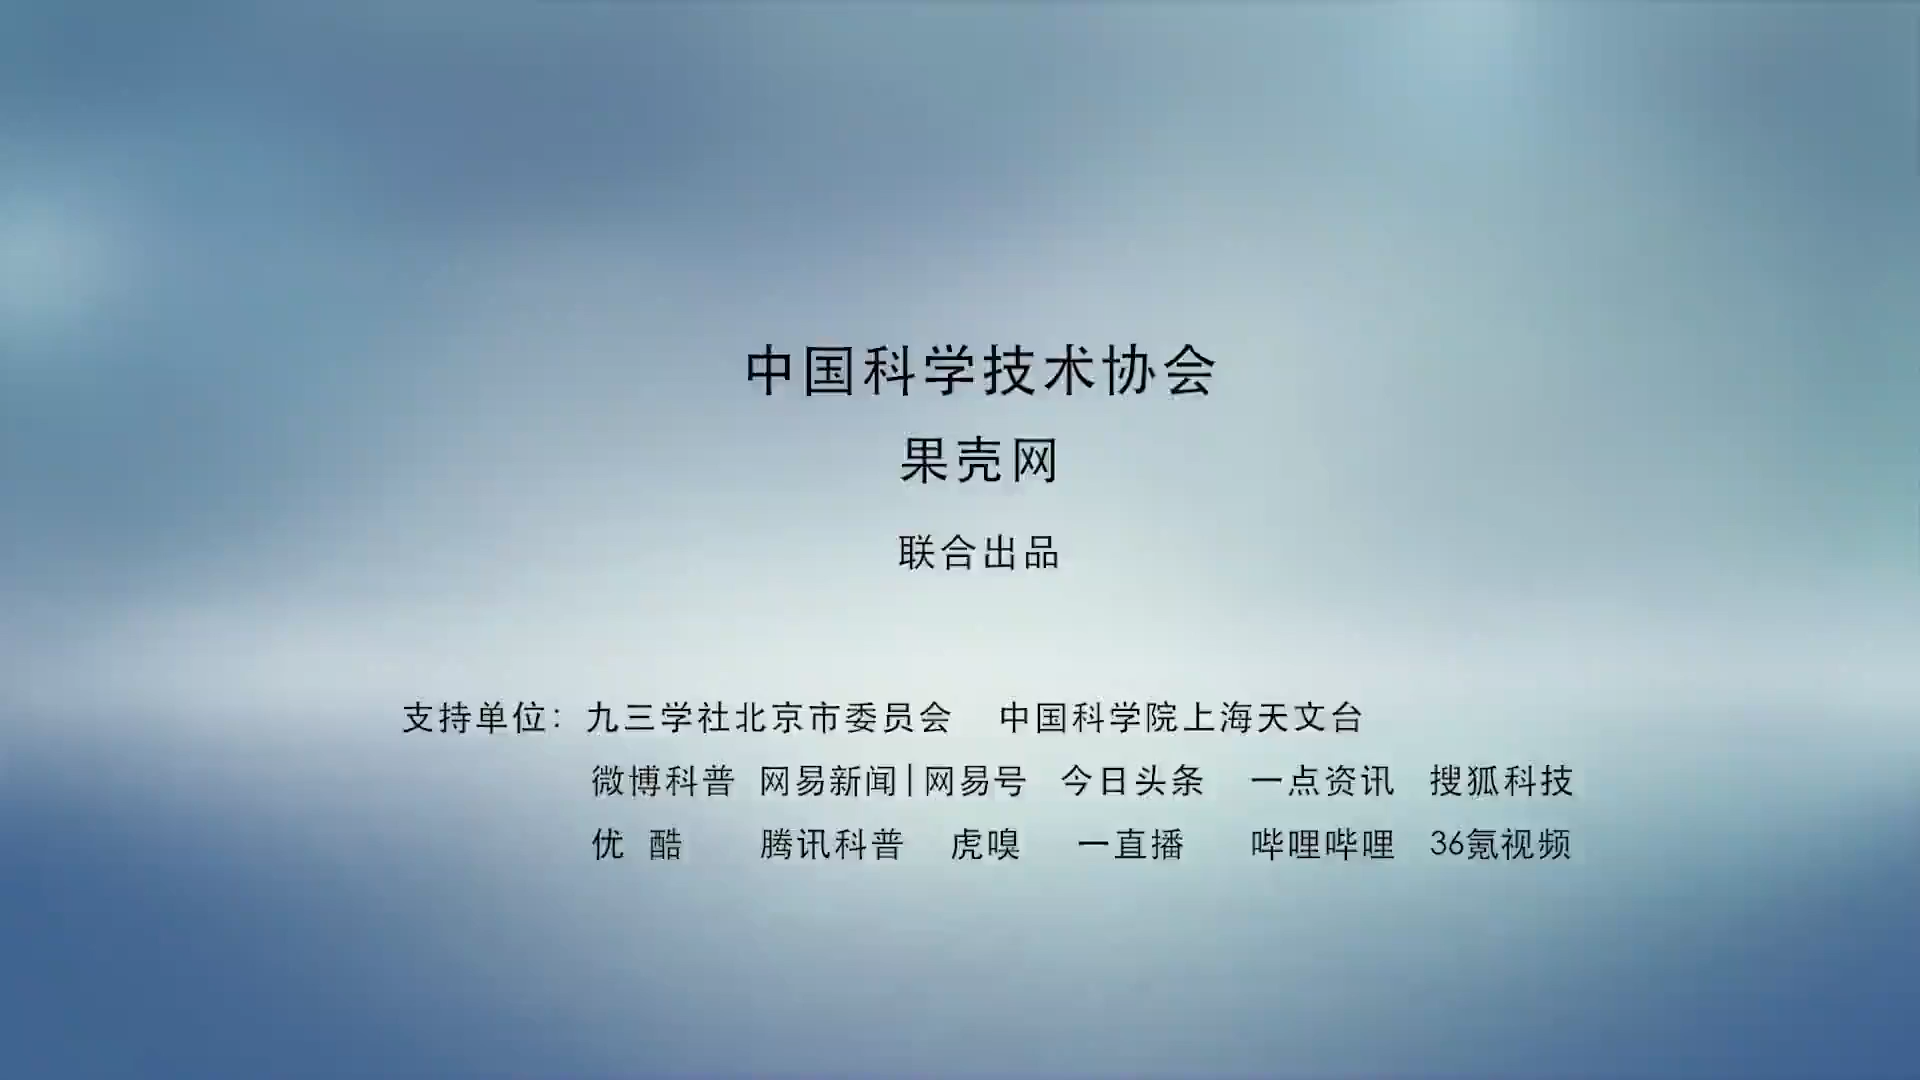 中国科学技术协会
果壳网
联合出品
支持单位：九三学社北京市委员会 中国科学院上海天文台
微博科普 网易新闻|网易号 今日头条 一点资讯 搜狐科技
优 酷 腾讯科普 虎嗅 一直播 哔哩哔哩 36氪视频